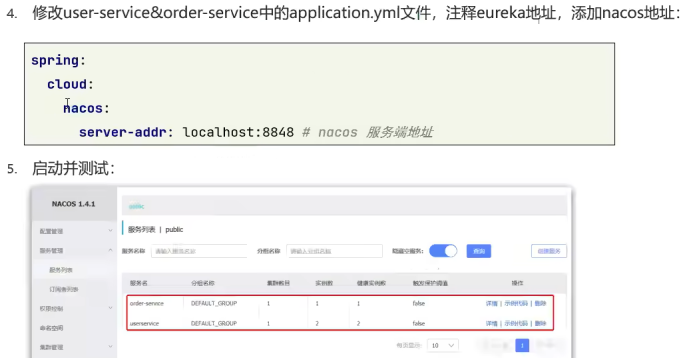 4. 修改user-service&order-service中的application.yml文件，注释eureka地址，添加nacos地址：
spring:
cloud:
nacos:
server-addr: localhost:8848 # nacos 服务端地址
5. 启动并测试：
NACOS 1.4.1
public
配置管理
服务列表 | public
服务管理
服务名称 请输入服务名称 分组名称 请输入分组名称 隐藏空服务: 查询 创建服务
服务列表
服务名 分组名称 集群数目 实例数 健康实例数 触发保护阈值 操作
订阅者列表
order-service DEFAULT_GROUP 1 1 1 false 详情 | 示例代码 | 删除
权限控制
userservice DEFAULT_GROUP 1 2 2 false 详情 | 示例代码 | 删除
命名空间
集群管理
每页显示: 10 1